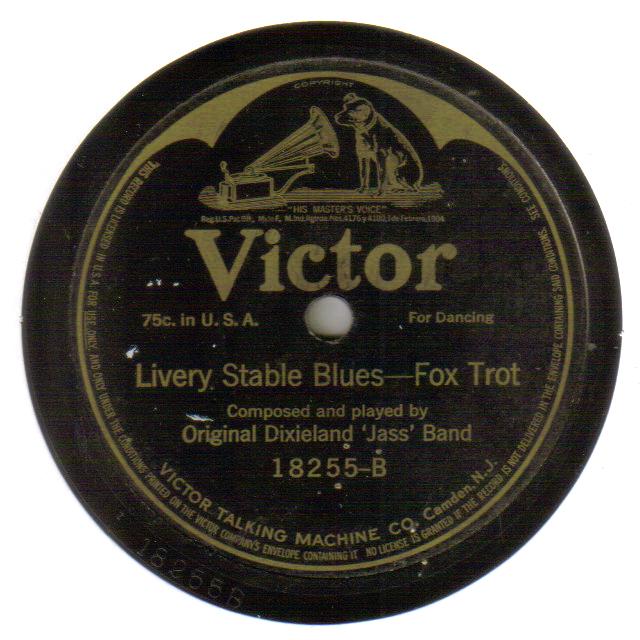 COPYRIGHT
"HIS MASTER'S VOICE"
Victor
75c. in U. S. A.
For Dancing
Livery Stable Blues—Fox Trot
Composed and played by
Original Dixieland 'Jass' Band
18255-B
VICTOR TALKING MACHINE CO. Camden, N. J.
THIS RECORD IS LICENSED IN U.S.A. FOR USE ONLY, AND ONLY UNDER THE CONDITIONS PRINTED ON THE VICTOR COMPANY'S ENVELOPE CONTAINING IT NO LICENSE IS GRANTED IF THE RECORD IS NOT DELIVERED IN THE ENVELOPE CONTAINING SAID CONDITIONS. SEE CONDITIONS.
18255B